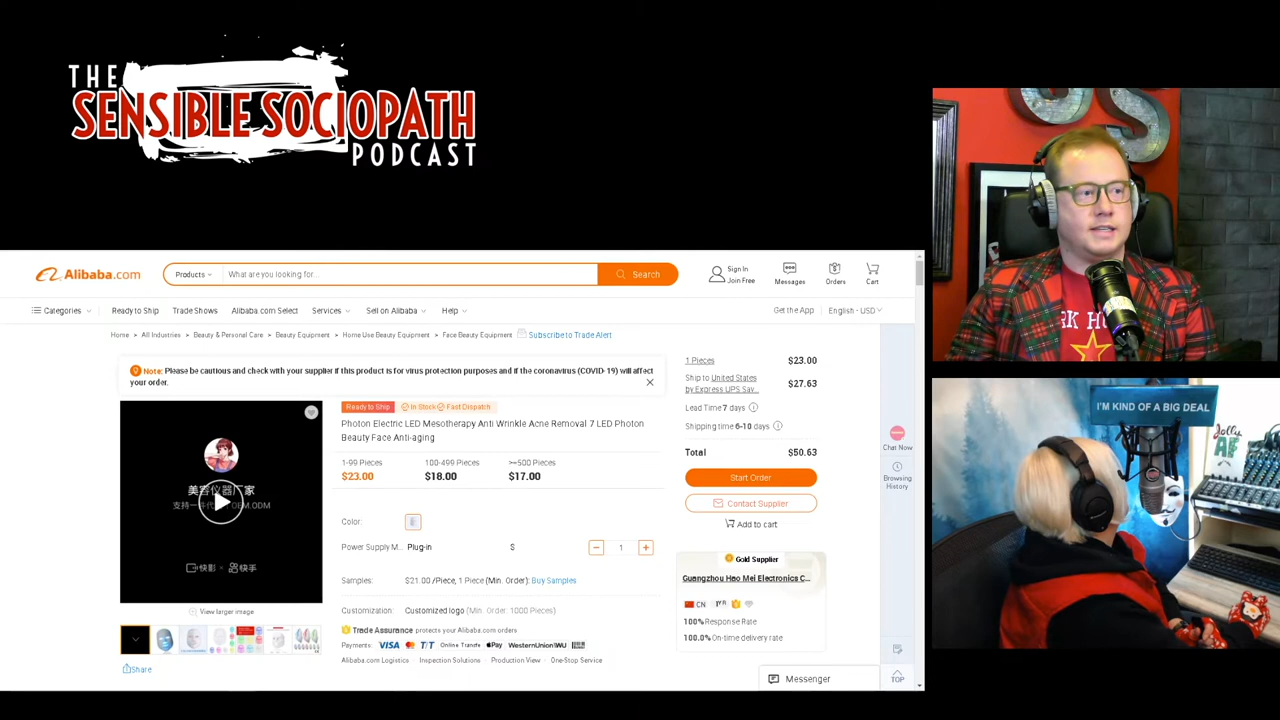 THE
SENSIBLE SOCIOPATH
PODCAST
Alibaba.com
Products
What are you looking for...
Search
Sign In
Join Free
Messages
Orders
Cart
Categories
Ready to Ship
Trade Shows
Alibaba.com Select
Services
Sell on Alibaba
Help
Get the App
English - USD
Home
All Industries
Beauty & Personal Care
Beauty Equipment
Home Use Beauty Equipment
Face Beauty Equipment
Subscribe to Trade Alert
Note: Please be cautious and check with your supplier if this product is for virus protection purposes and if the coronavirus (COVID-19) will affect
your order.
Ready to Ship
In Stock
Fast Dispatch
Photon Electric LED Mesotherapy Anti Wrinkle Acne Removal 7 LED Photon
Beauty Face Anti-aging
1-99 Pieces
100-499 Pieces
>=500 Pieces
$23.00
$18.00
$17.00
美容仪器厂家
快影 × 快手
View larger image
Share
Color:
Power Supply M...
Plug-in
$
1
Samples:
$21.00/Piece, 1 Piece (Min. Order): Buy Samples
Customization:
Customized logo (Min. Order: 1000 Pieces)
Trade Assurance protects your Alibaba.com orders
Payments:
VISA
T/T
Online Transfe
Pay
WesternUnion WU
Alibaba.com Logistics
Inspection Solutions
Production View
One-Stop Service
1 Pieces
$23.00
Ship to United States
by Express UPS Sav...
$27.63
Lead Time 7 days
Shipping time 6-10 days
Total
$50.63
Start Order
Contact Supplier
Add to cart
Gold Supplier
Guangzhou Hao Mei Electronics C...
CN
100% Response Rate
100.0% On-time delivery rate
Chat Now
Browsing
History
TOP
Messenger
S
I'M KIND OF A BIG DEAL
Jolly
AF